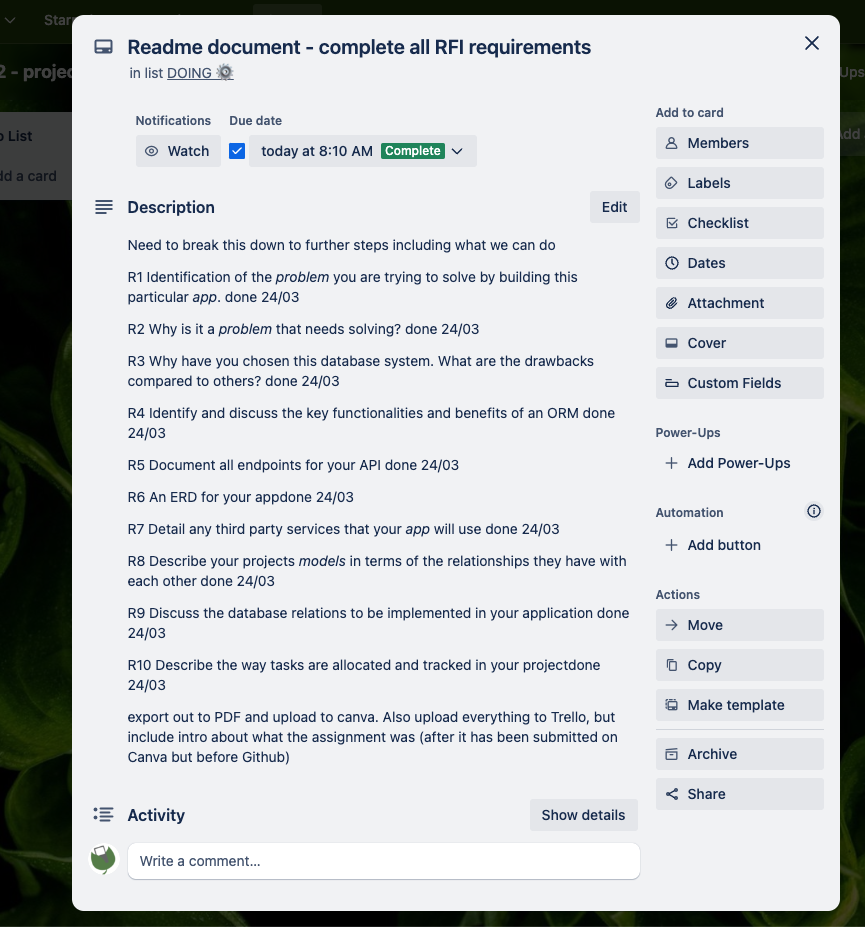 Star
2 - projec
Ups
o List
Add
dd a card
Readme document - complete all RFI requirements
in list DOING
Notifications
Due date
Watch
today at 8:10 AM Complete
Description
Edit
Need to break this down to further steps including what we can do
R1 Identification of the problem you are trying to solve by building this
particular app. done 24/03
R2 Why is it a problem that needs solving? done 24/03
R3 Why have you chosen this database system. What are the drawbacks
compared to others? done 24/03
R4 Identify and discuss the key functionalities and benefits of an ORM done
24/03
R5 Document all endpoints for your API done 24/03
R6 An ERD for your appdone 24/03
R7 Detail any third party services that your app will use done 24/03
R8 Describe your projects models in terms of the relationships they have with
each other done 24/03
R9 Discuss the database relations to be implemented in your application done
24/03
R10 Describe the way tasks are allocated and tracked in your projectdone
24/03
export out to PDF and upload to canva. Also upload everything to Trello, but
include intro about what the assignment was (after it has been submitted on
Canva but before Github)
Activity
Show details
Write a comment...
Add to card
Members
Labels
Checklist
Dates
Attachment
Cover
Custom Fields
Power-Ups
Add Power-Ups
Automation
Add button
Actions
Move
Copy
Make template
Archive
Share